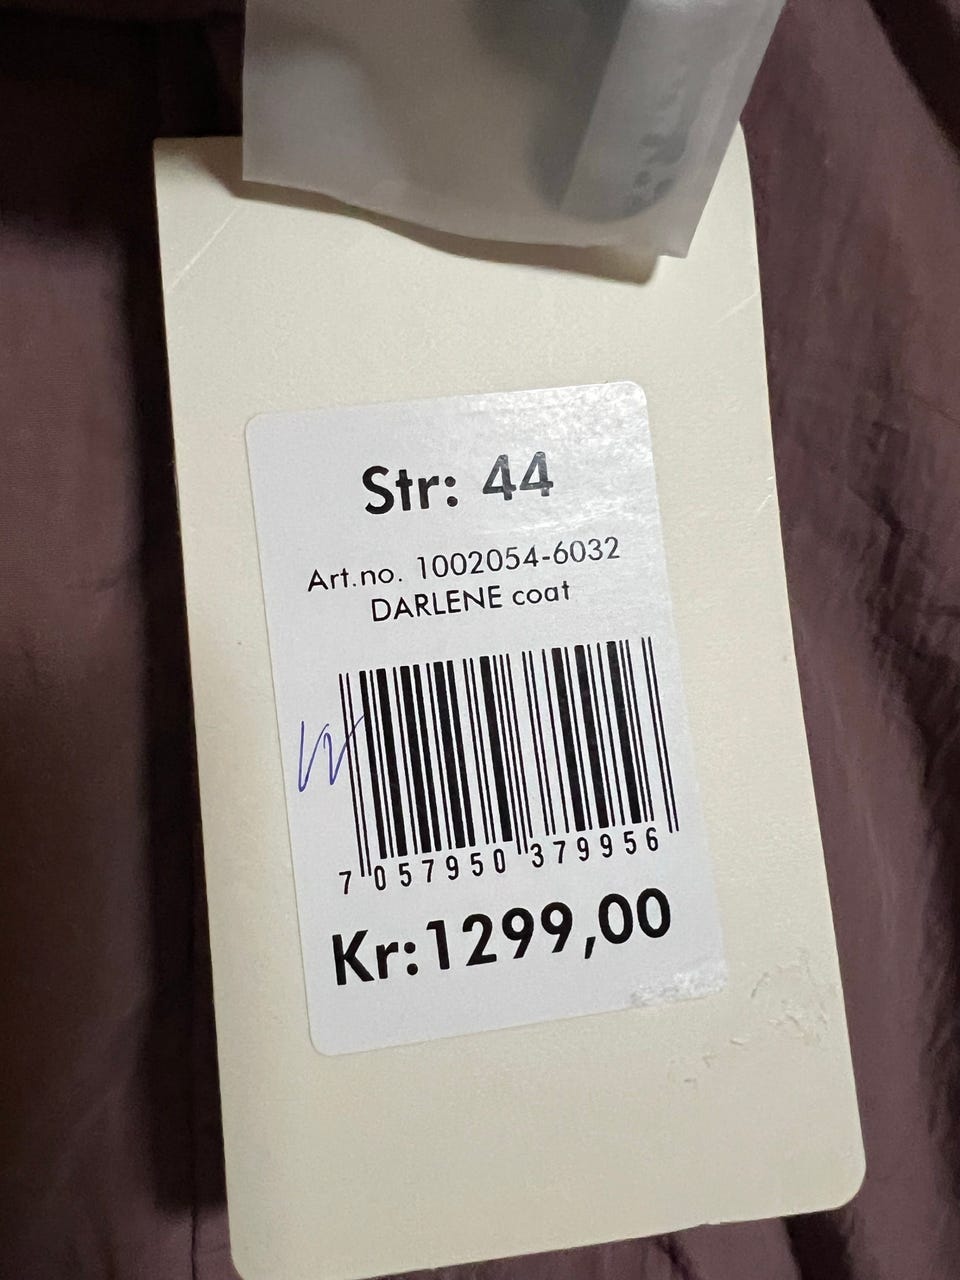 Str: 44
Art.no. 1002054-6032
DARLENE coat
7 057950 379956
Kr:1299,00